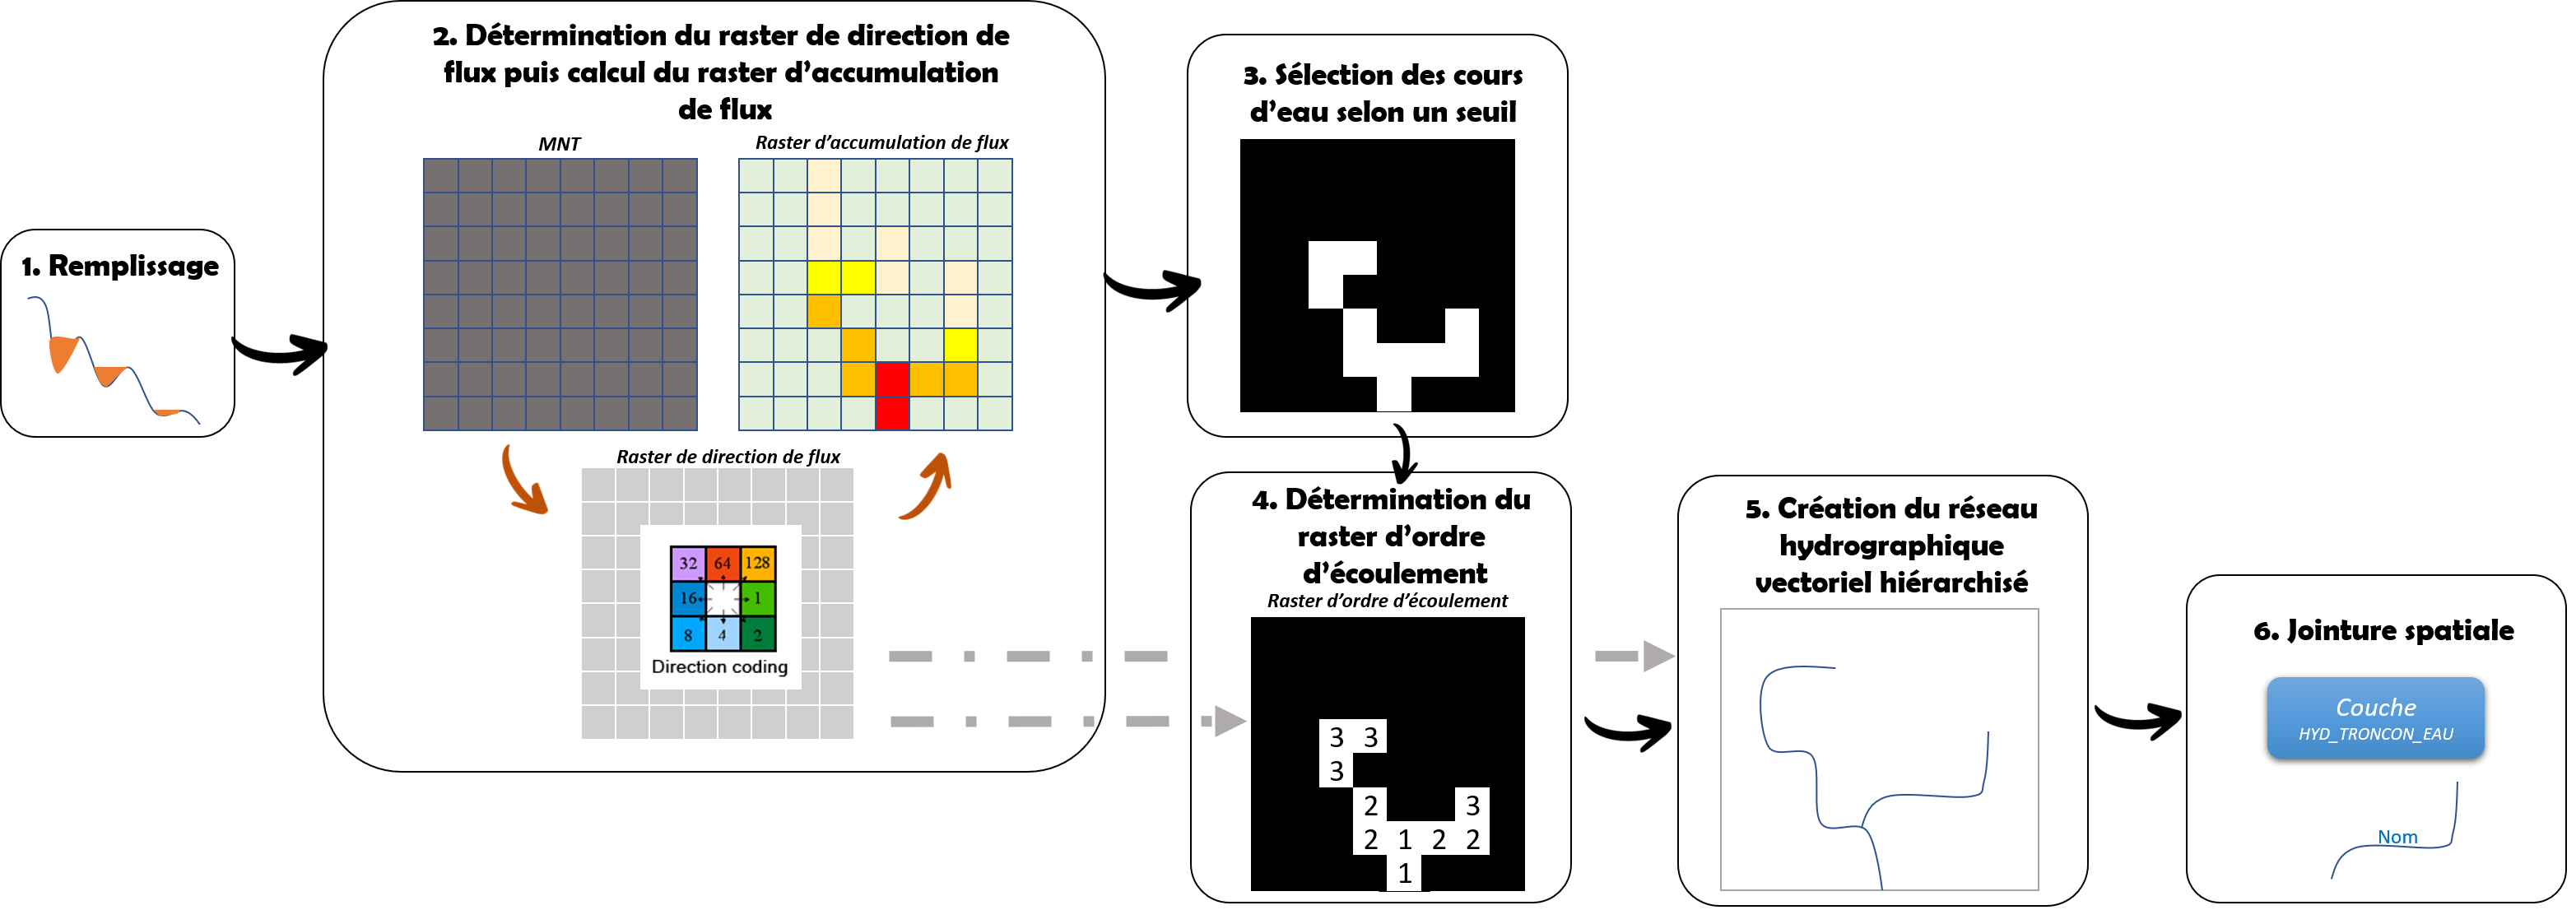 1. Remplissage
2. Détermination du raster de direction de
flux puis calcul du raster d’accumulation
de flux
MNT
Raster d’accumulation de flux
Raster de direction de flux
32 64 128
16 1
8 4 2
Direction coding
3. Sélection des cours
d’eau selon un seuil
4. Détermination du
raster d’ordre
d’écoulement
Raster d’ordre d’écoulement
3 3
3
2 3
2 1 2 2
1
5. Création du réseau
hydrographique
vectoriel hiérarchisé
6. Jointure spatiale
Couche
HYD_TRONCON_EAU
Nom